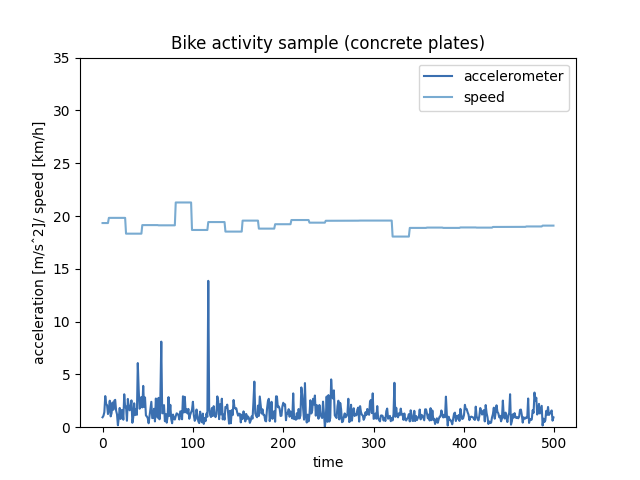 Bike activity sample (concrete plates)
accelerometer
speed
acceleration [m/s^2]/ speed [km/h]
35
30
25
20
15
10
5
0
0 100 200 300 400 500
time